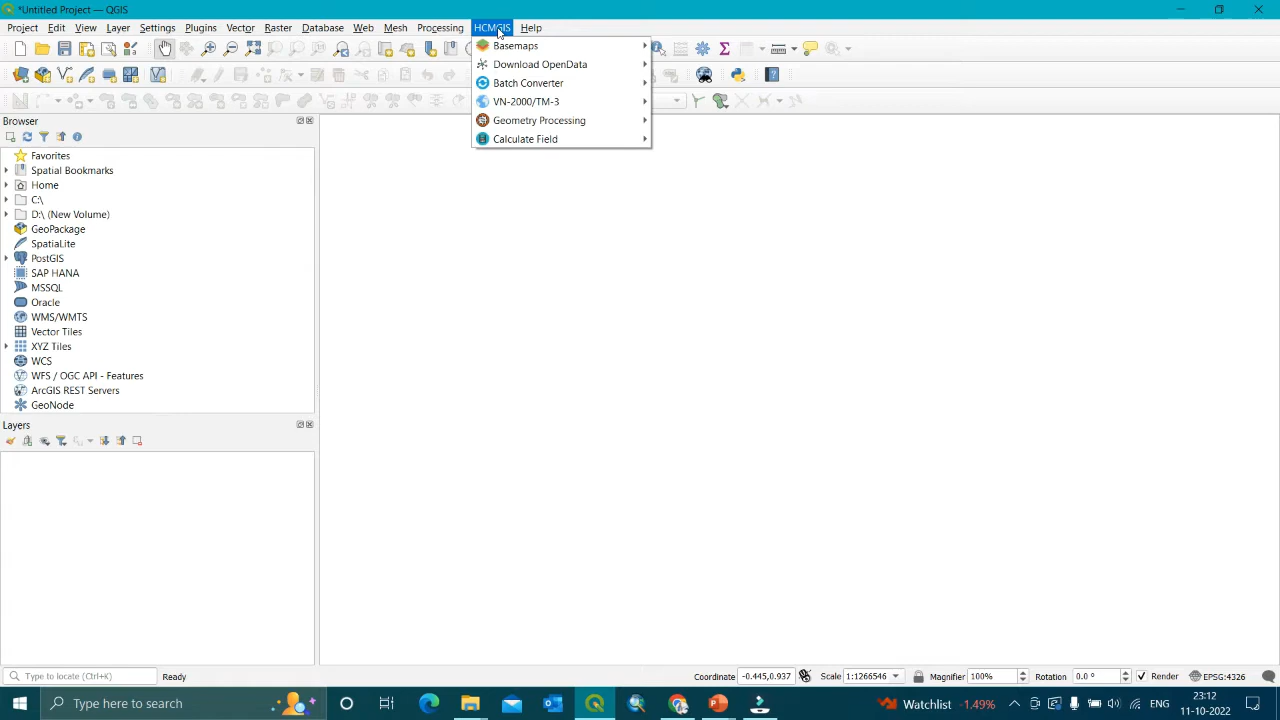 *Untitled Project — QGIS
Project Edit View Layer Settings Plugins Vector Raster Database Web Mesh Processing HCMGIS Help
Basemaps
Download OpenData
Batch Converter
VN-2000/TM-3
Geometry Processing
Calculate Field
Browser
Favorites
Spatial Bookmarks
Home
C:\
D:\ (New Volume)
GeoPackage
SpatiaLite
PostGIS
SAP HANA
MSSQL
Oracle
WMS/WMTS
Vector Tiles
XYZ Tiles
WCS
WFS / OGC API - Features
ArcGIS REST Servers
GeoNode
Layers
Type to locate (Ctrl+K) Ready Coordinate -0.445,0.937 Scale 1:1266546 Magnifier 100% Rotation 0.0 ° Render EPSG:4326
Type here to search Watchlist -1.49% ENG 23:12
11-10-2022